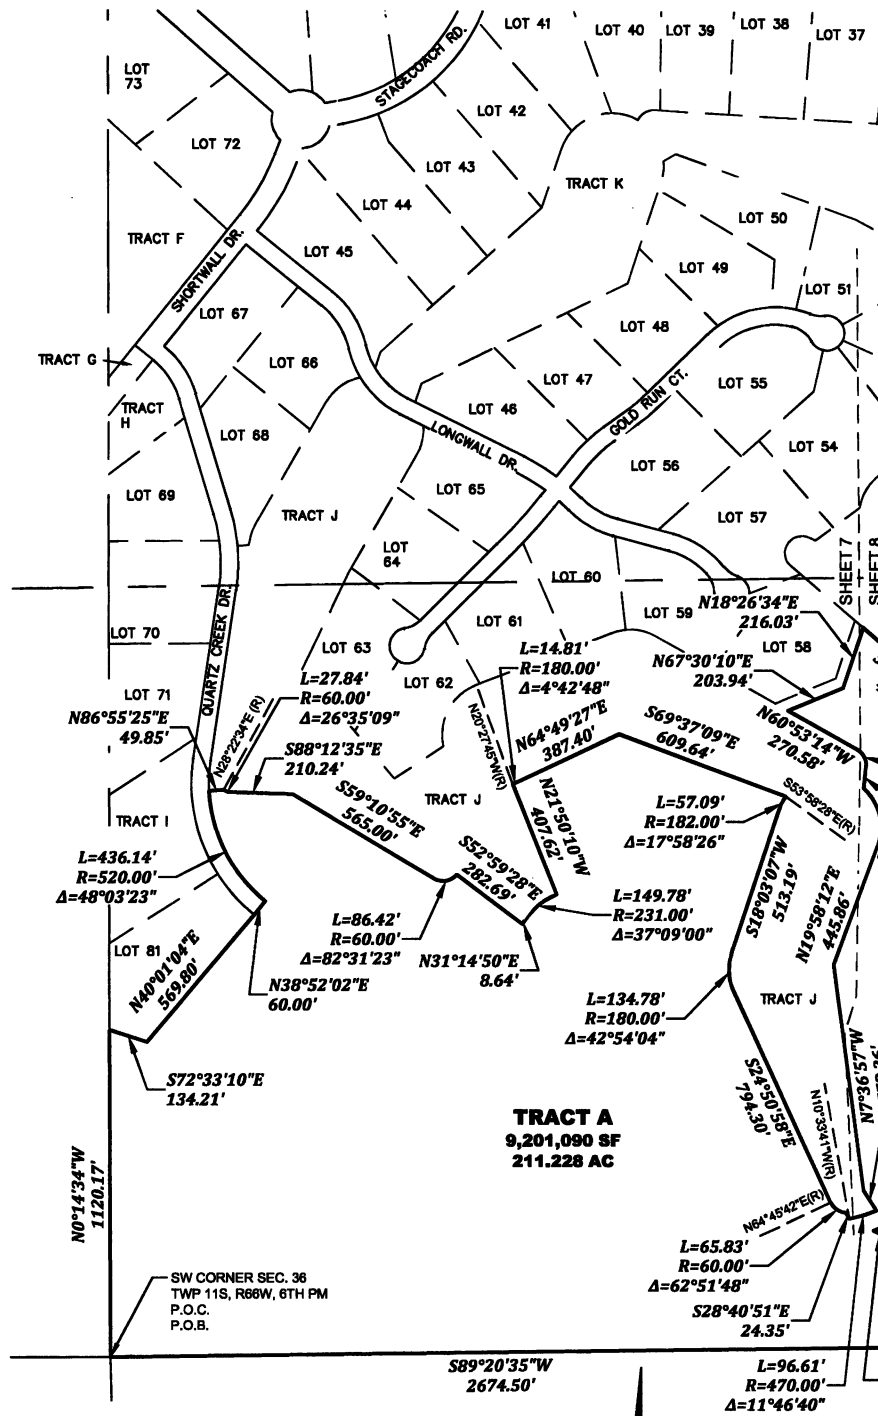 LOT 41
LOT 40
LOT 39
LOT 38
LOT 37
STAGECOACH RD.
LOT
73
LOT 42
LOT 72
LOT 43
TRACT K
LOT 44
LOT 50
TRACT F
SHORTWALL DR.
LOT 45
LOT 49
LOT 51
LOT 67
LOT 48
TRACT G
LOT 66
LOT 47
LOT 55
TRACT
H
LOT 46
GOLD RUN CT.
LOT 68
LONGWALL DR.
LOT 54
LOT 56
LOT 69
LOT 65
TRACT J
LOT 57
LOT
64
SHEET 7
SHEET 8
LOT 60
N18°26'34"E
216.03'
QUARTZ CREEK DR.
LOT 59
LOT 61
LOT 70
LOT 63
LOT 58
L=14.81'
R=180.00'
Δ=4°42'48"
N67°30'10"E
203.94'
LOT 62
L=27.84'
R=60.00'
Δ=26°35'09"
LOT 71
N86°55'25"E
49.85'
N28°22'34"E (R)
N20°27'45"W(R)
N64°49'27"E
387.40'
S69°37'09"E
609.64'
N60°53'14"W
270.58'
S88°12'35"E
210.24'
TRACT J
S59°10'55"E
565.00'
N21°50'10"W
407.62'
L=57.09'
R=182.00'
Δ=17°58'26"
S53°58'28"E(R)
TRACT I
L=436.14'
R=520.00'
Δ=48°03'23"
S52°59'28"E
282.69'
S18°03'07"W
513.19'
N19°58'12"E
445.86'
L=149.78'
R=231.00'
Δ=37°09'00"
L=86.42'
R=60.00'
Δ=82°31'23"
LOT 81
N40°01'04"E
569.80'
N31°14'50"E
8.64'
N38°52'02"E
60.00'
L=134.78'
R=180.00'
Δ=42°54'04"
TRACT J
S72°33'10"E
134.21'
S24°50'58"E
794.30'
N10°33'41"W(R)
N7°36'57"W
TRACT A
9,201,090 SF
211.228 AC
N0°14'34"W
1120.17'
N64°45'42"E(R)
L=65.83'
R=60.00'
Δ=62°51'48"
SW CORNER SEC. 36
TWP 11S, R66W, 6TH PM
P.O.C.
P.O.B.
S28°40'51"E
24.35'
S89°20'35"W
2674.50'
L=96.61'
R=470.00'
Δ=11°46'40"